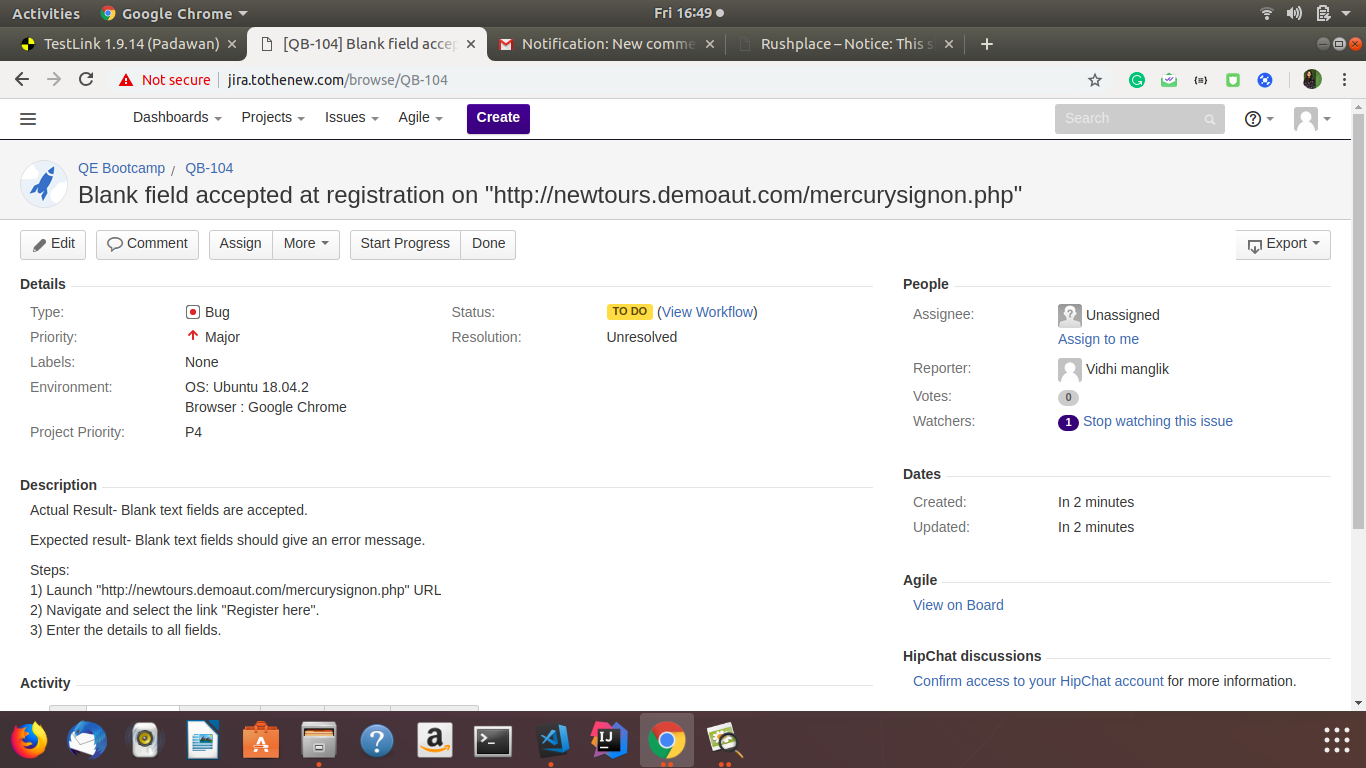 Activities Google Chrome Fri 16:49
TestLink 1.9.14 (Padawan) [QB-104] Blank field accep Notification: New comme Rushplace – Notice: This s
Not secure jira.tothenew.com/browse/QB-104
Dashboards Projects Issues Agile Create Search
QE Bootcamp / QB-104
Blank field accepted at registration on "http://newtours.demoaut.com/mercurysignon.php"
Edit Comment Assign More Start Progress Done Export
Details
Type: Bug Status: TO DO (View Workflow)
Priority: Major Resolution: Unresolved
Labels: None
Environment: OS: Ubuntu 18.04.2
Browser : Google Chrome
Project Priority: P4
Description
Actual Result- Blank text fields are accepted.
Expected result- Blank text fields should give an error message.
Steps:
1) Launch "http://newtours.demoaut.com/mercurysignon.php" URL
2) Navigate and select the link "Register here".
3) Enter the details to all fields.
Activity
People
Assignee: Unassigned
Assign to me
Reporter: Vidhi manglik
Votes: 0
Watchers: 1 Stop watching this issue
Dates
Created: In 2 minutes
Updated: In 2 minutes
Agile
View on Board
HipChat discussions
Confirm access to your HipChat account for more information.